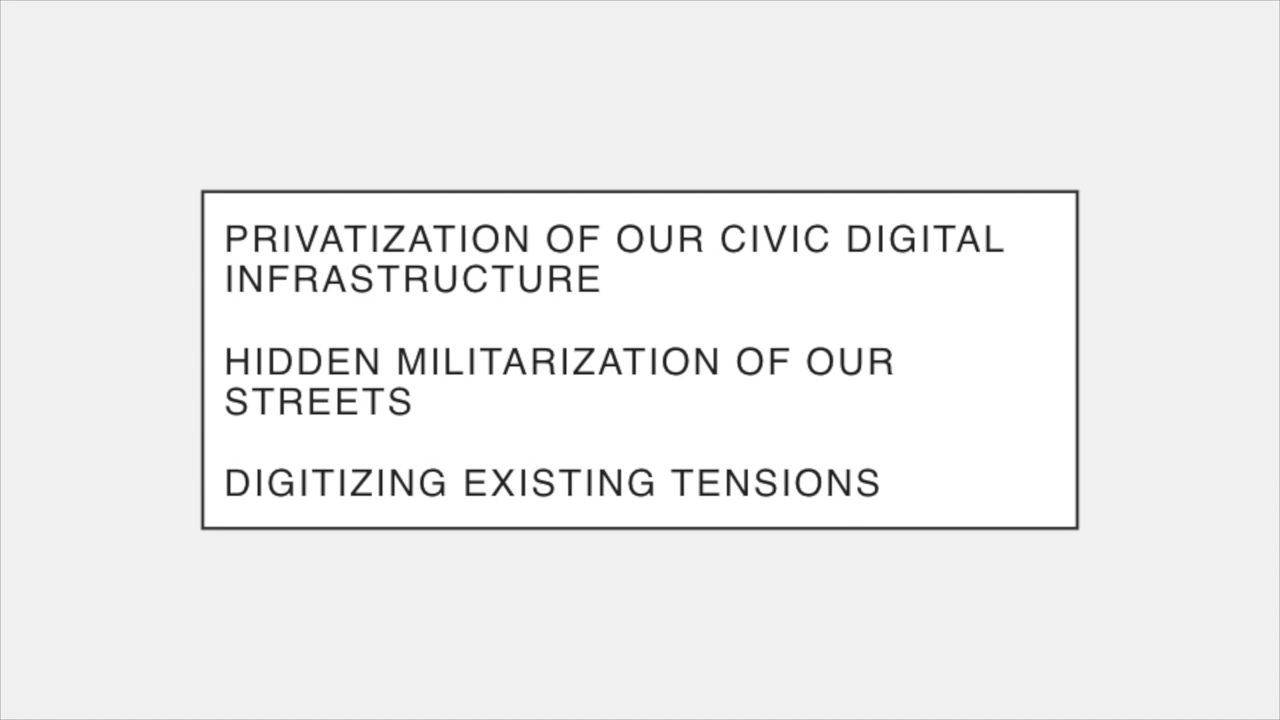 PRIVATIZATION OF OUR CIVIC DIGITAL
INFRASTRUCTURE
HIDDEN MILITARIZATION OF OUR
STREETS
DIGITIZING EXISTING TENSIONS